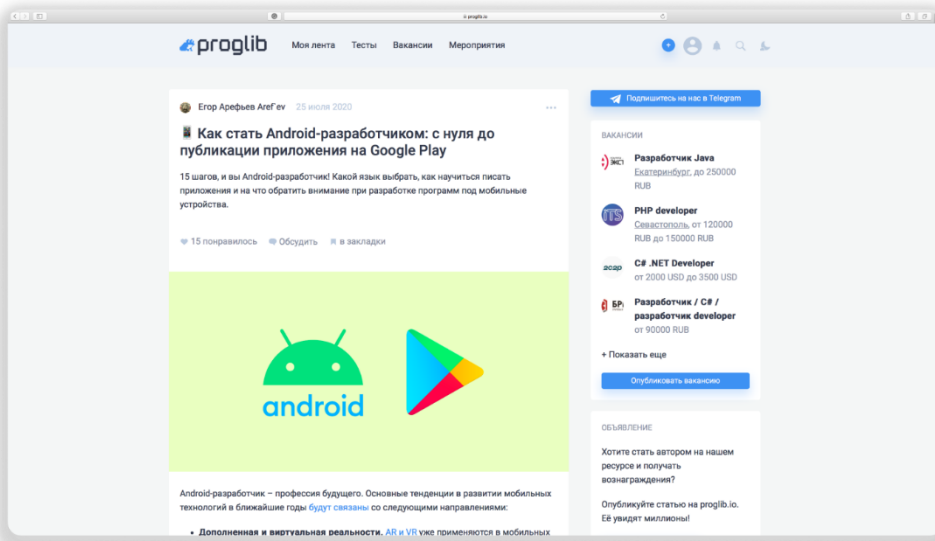 proglib.io
proglib
Моя лента Тесты Вакансии Мероприятия
Егор Арефьев Aref'ev 25 июля 2020
Как стать Android-разработчиком: с нуля до
публикации приложения на Google Play
15 шагов, и вы Android-разработчик! Какой язык выбрать, как научиться писать
приложения и на что обратить внимание при разработке программ под мобильные
устройства.
15 понравилось Обсудить в закладки
android
Android-разработчик – профессия будущего. Основные тенденции в развитии мобильных
технологий в ближайшие годы будут связаны со следующими направлениями:
• Дополненная и виртуальная реальности. AR и VR уже применяются в мобильных
Подпишитесь на нас в Telegram
ВАКАНСИИ
Разработчик Java
Екатеринбург, до 250000
RUB
ITS
PHP developer
Севастополь, от 120000
RUB до 150000 RUB
C# .NET Developer
от 2000 USD до 3500 USD
Разработчик / C# /
разработчик developer
от 90000 RUB
+ Показать еще
Опубликовать вакансию
ОБЪЯВЛЕНИЕ
Хотите стать автором на нашем
ресурсе и получать
вознаграждения?
Опубликуйте статью на proglib.io.
Её увидят миллионы!